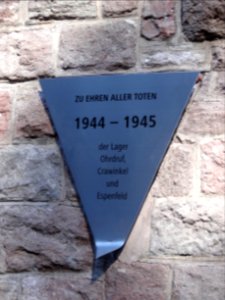 ZU EHREN ALLER TOTEN
1944 – 1945
der Lager
Ohrdruf,
Crawinkel
und
Espenfeld